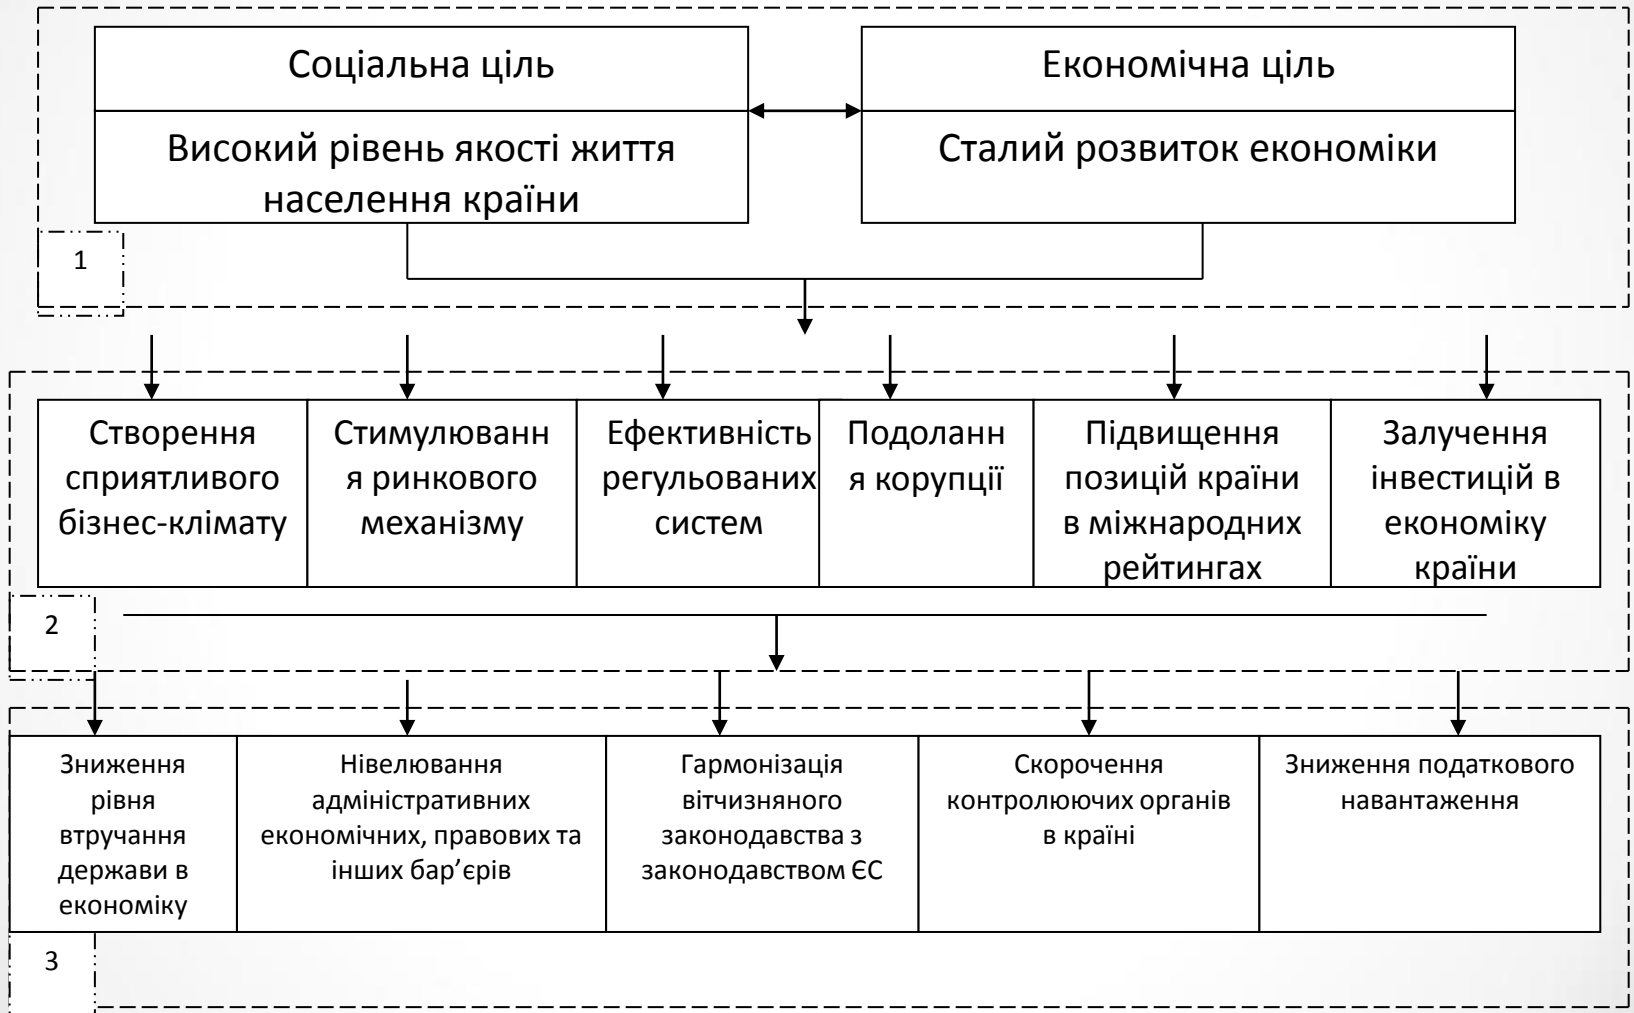 Соціальна ціль
Високий рівень якості життя
населення країни
Економічна ціль
Сталий розвиток економіки
1
Створення
сприятливого
бізнес-клімату
Стимулюванн
я ринкового
механізму
Ефективність
регульованих
систем
Подоланн
я корупції
Підвищення
позицій країни
в міжнародних
рейтингах
Залучення
інвестицій в
економіку
країни
2
Зниження
рівня
втручання
держави в
економіку
Нівелювання
адміністративних
економічних, правових та
інших бар’єрів
Гармонізація
вітчизняного
законодавства з
законодавством ЄС
Скорочення
контролюючих органів
в країні
Зниження податкового
навантаження
3